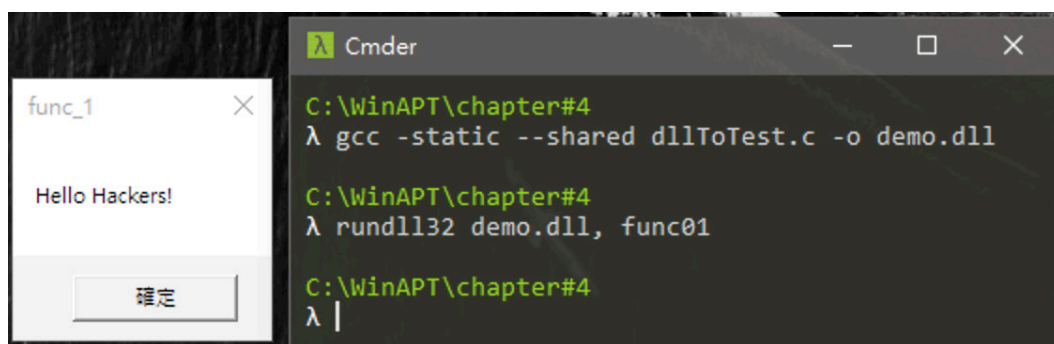 func_1
Hello Hackers!
確定
λ Cmder
C:\WinAPT\chapter#4
λ gcc -static --shared dllToTest.c -o demo.dll
C:\WinAPT\chapter#4
λ rundll32 demo.dll, func01
C:\WinAPT\chapter#4
λ